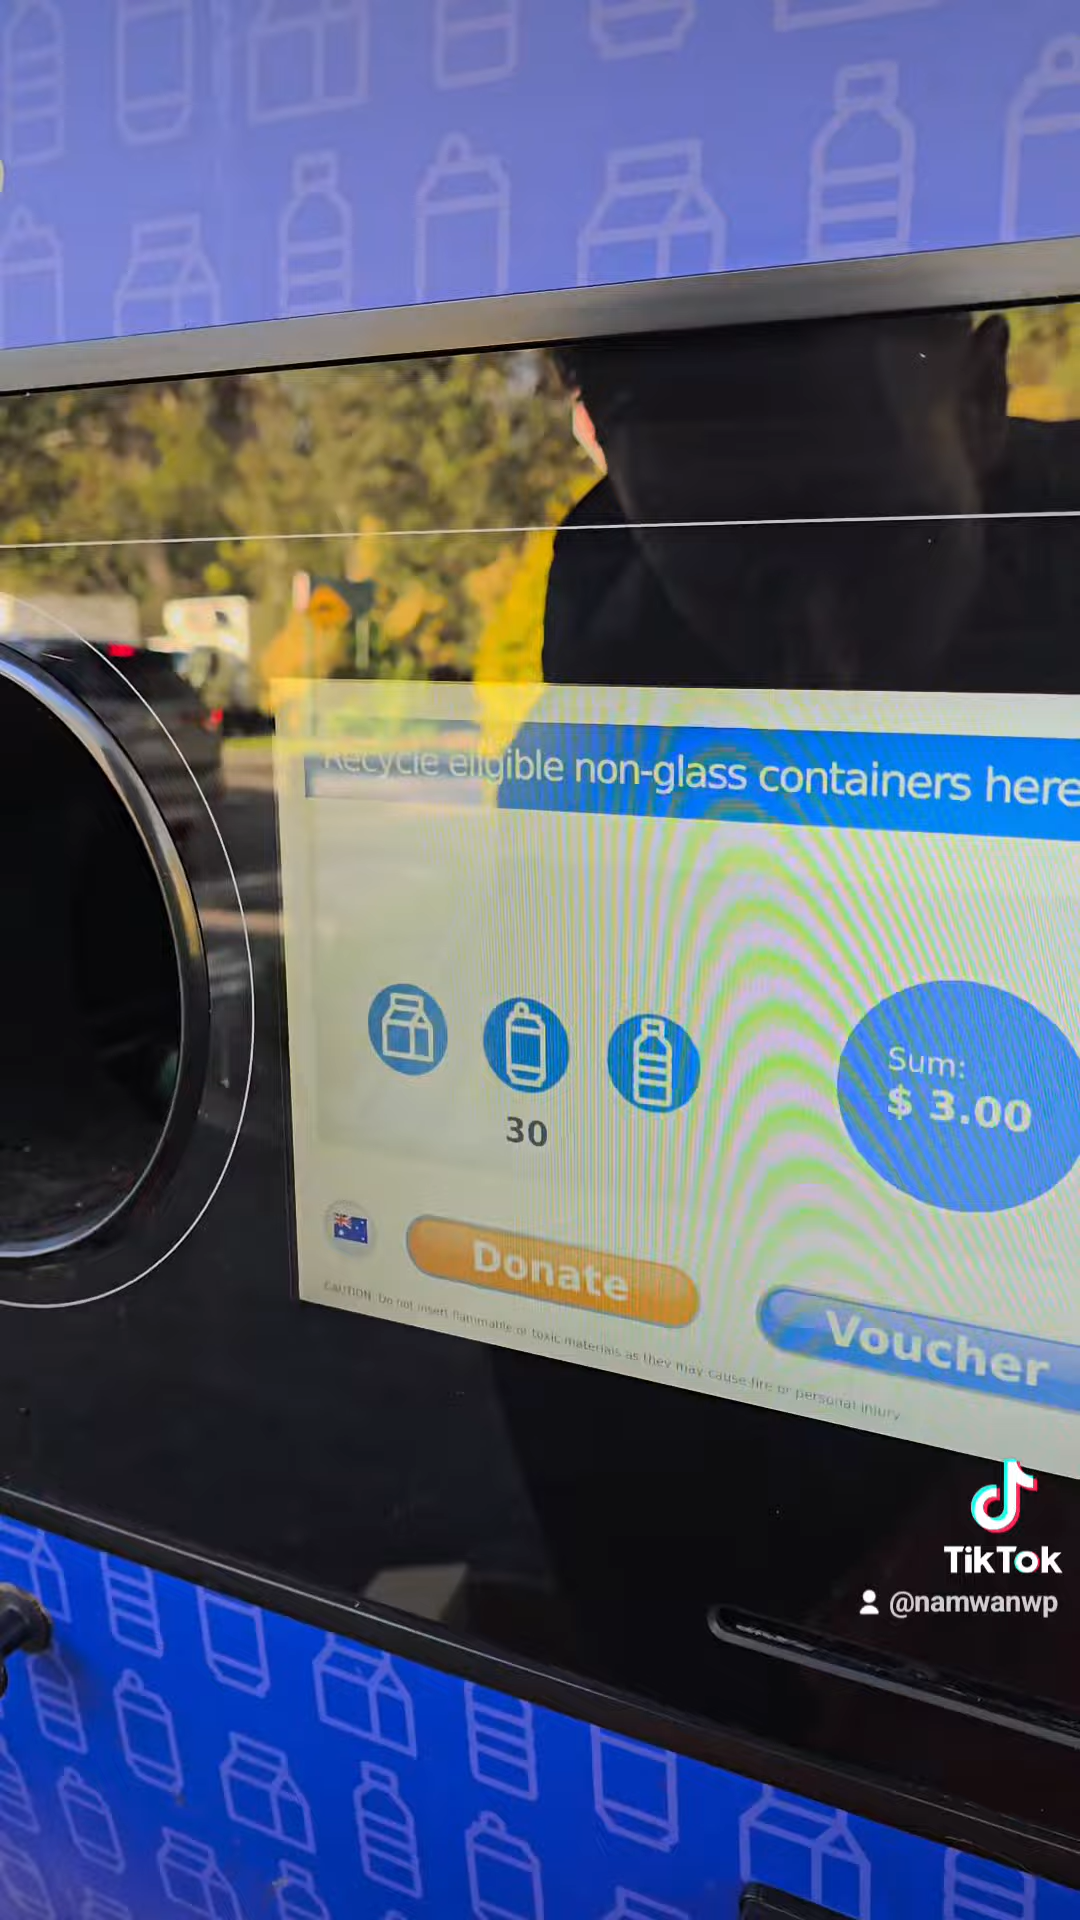 Recycle eligible non-glass containers here
Sum:
$ 3.00
30
Donate
Voucher
CAUTION: Do not insert flammable or toxic materials as they may cause fire or personal injury.
TikTok
@namwanwp